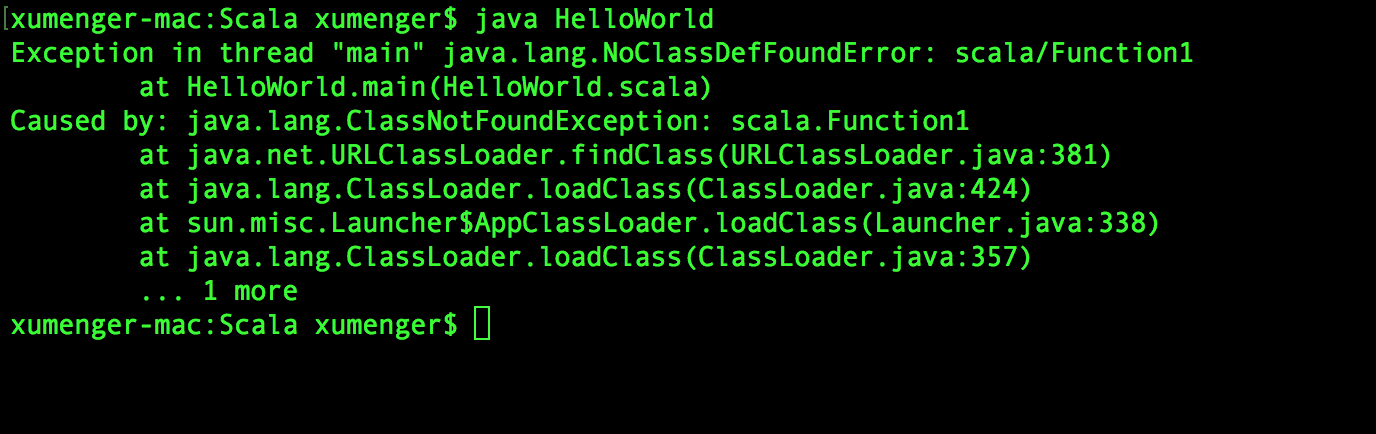 [xumenger-mac:Scala xumenger$ java HelloWorld
Exception in thread "main" java.lang.NoClassDefFoundError: scala/Function1
at HelloWorld.main(HelloWorld.scala)
Caused by: java.lang.ClassNotFoundException: scala.Function1
at java.net.URLClassLoader.findClass(URLClassLoader.java:381)
at java.lang.ClassLoader.loadClass(ClassLoader.java:424)
at sun.misc.Launcher$AppClassLoader.loadClass(Launcher.java:338)
at java.lang.ClassLoader.loadClass(ClassLoader.java:357)
... 1 more
xumenger-mac:Scala xumenger$